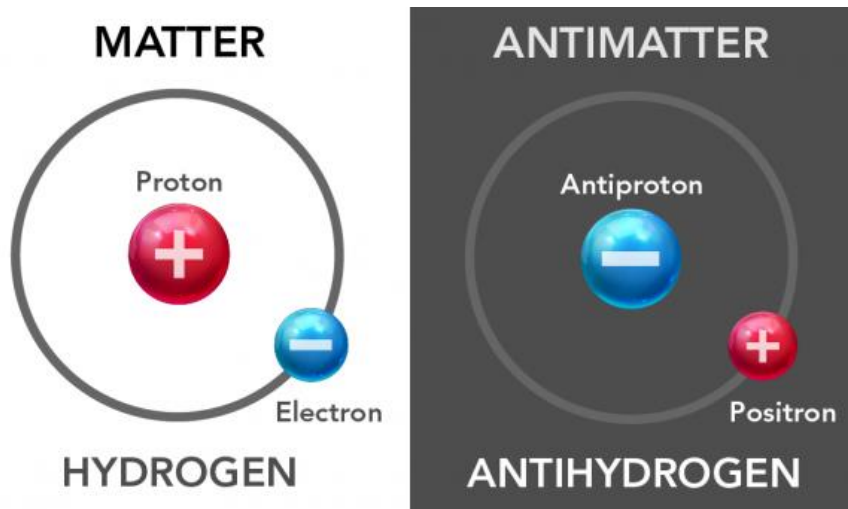 MATTER
Proton
+
−
Electron
HYDROGEN
ANTIMATTER
Antiproton
−
+
Positron
ANTIHYDROGEN